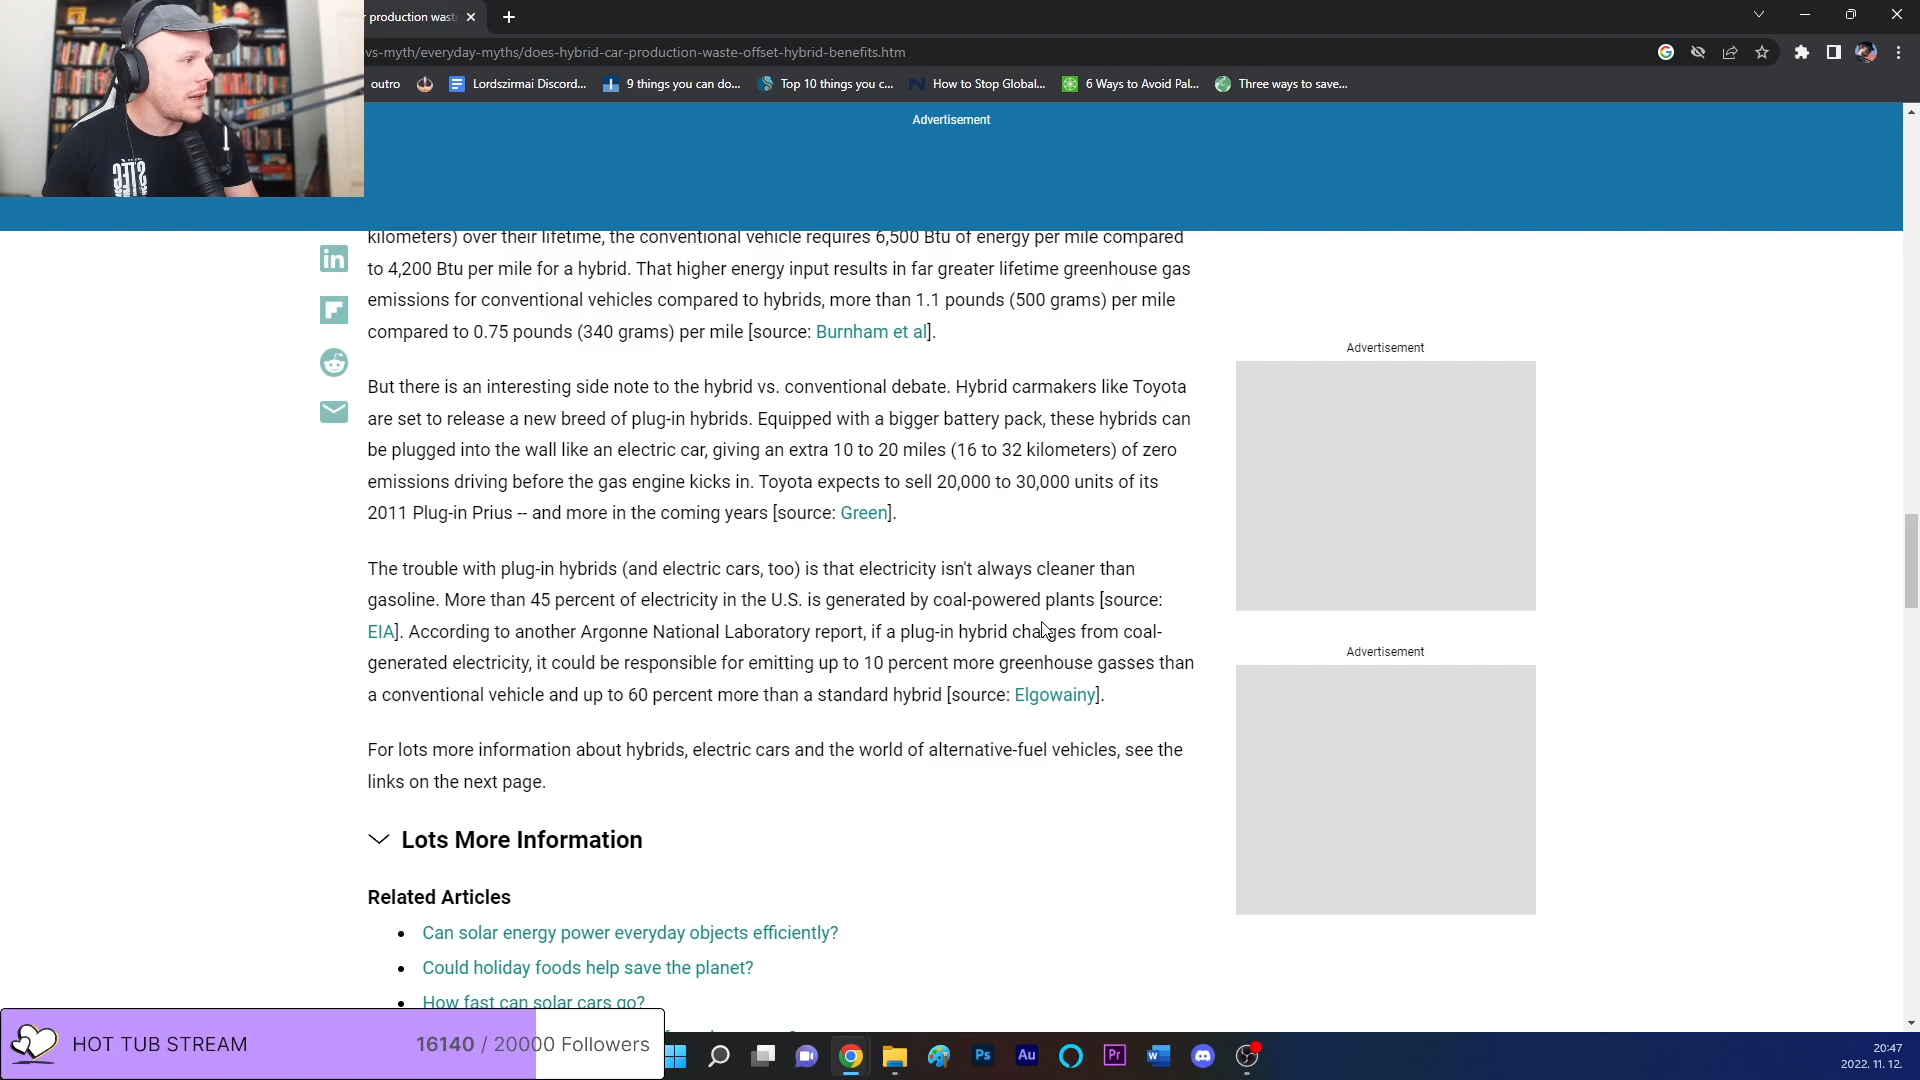 r production wast
vs-myth/everyday-myths/does-hybrid-car-production-waste-offset-hybrid-benefits.htm
outro
Lordszirmai Discord...
9 things you can do...
Top 10 things you c...
How to Stop Global...
6 Ways to Avoid Pal...
Three ways to save...
Advertisement
kilometers) over their lifetime, the conventional vehicle requires 6,500 Btu of energy per mile compared
to 4,200 Btu per mile for a hybrid. That higher energy input results in far greater lifetime greenhouse gas
emissions for conventional vehicles compared to hybrids, more than 1.1 pounds (500 grams) per mile
compared to 0.75 pounds (340 grams) per mile [source: Burnham et al].
But there is an interesting side note to the hybrid vs. conventional debate. Hybrid carmakers like Toyota
are set to release a new breed of plug-in hybrids. Equipped with a bigger battery pack, these hybrids can
be plugged into the wall like an electric car, giving an extra 10 to 20 miles (16 to 32 kilometers) of zero
emissions driving before the gas engine kicks in. Toyota expects to sell 20,000 to 30,000 units of its
2011 Plug-in Prius -- and more in the coming years [source: Green].
The trouble with plug-in hybrids (and electric cars, too) is that electricity isn't always cleaner than
gasoline. More than 45 percent of electricity in the U.S. is generated by coal-powered plants [source:
EIA]. According to another Argonne National Laboratory report, if a plug-in hybrid charges from coal-
generated electricity, it could be responsible for emitting up to 10 percent more greenhouse gasses than
a conventional vehicle and up to 60 percent more than a standard hybrid [source: Elgowainy].
For lots more information about hybrids, electric cars and the world of alternative-fuel vehicles, see the
links on the next page.
Lots More Information
Related Articles
Can solar energy power everyday objects efficiently?
Could holiday foods help save the planet?
How fast can solar cars go?
Advertisement
Advertisement
HOT TUB STREAM
16140 / 20000 Followers
Ps
Au
Pr
20:47
2022. 11. 12.